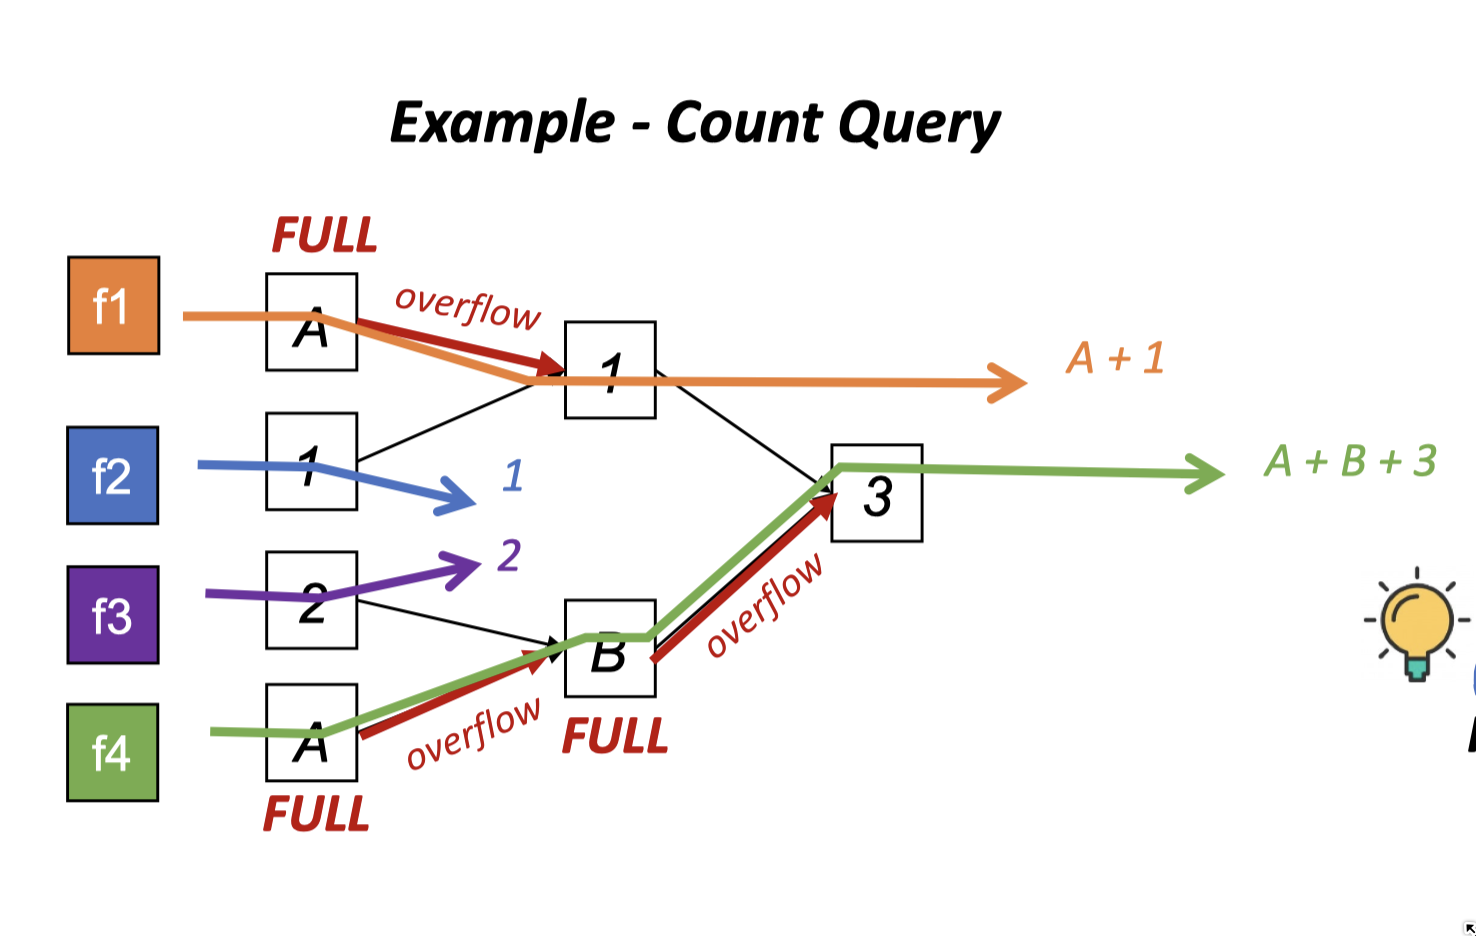 Example - Count Query
FULL
f1
A
overflow
1
A + 1
f2
1
1
3
A + B + 3
f3
2
2
B
overflow
f4
A
overflow
FULL
FULL